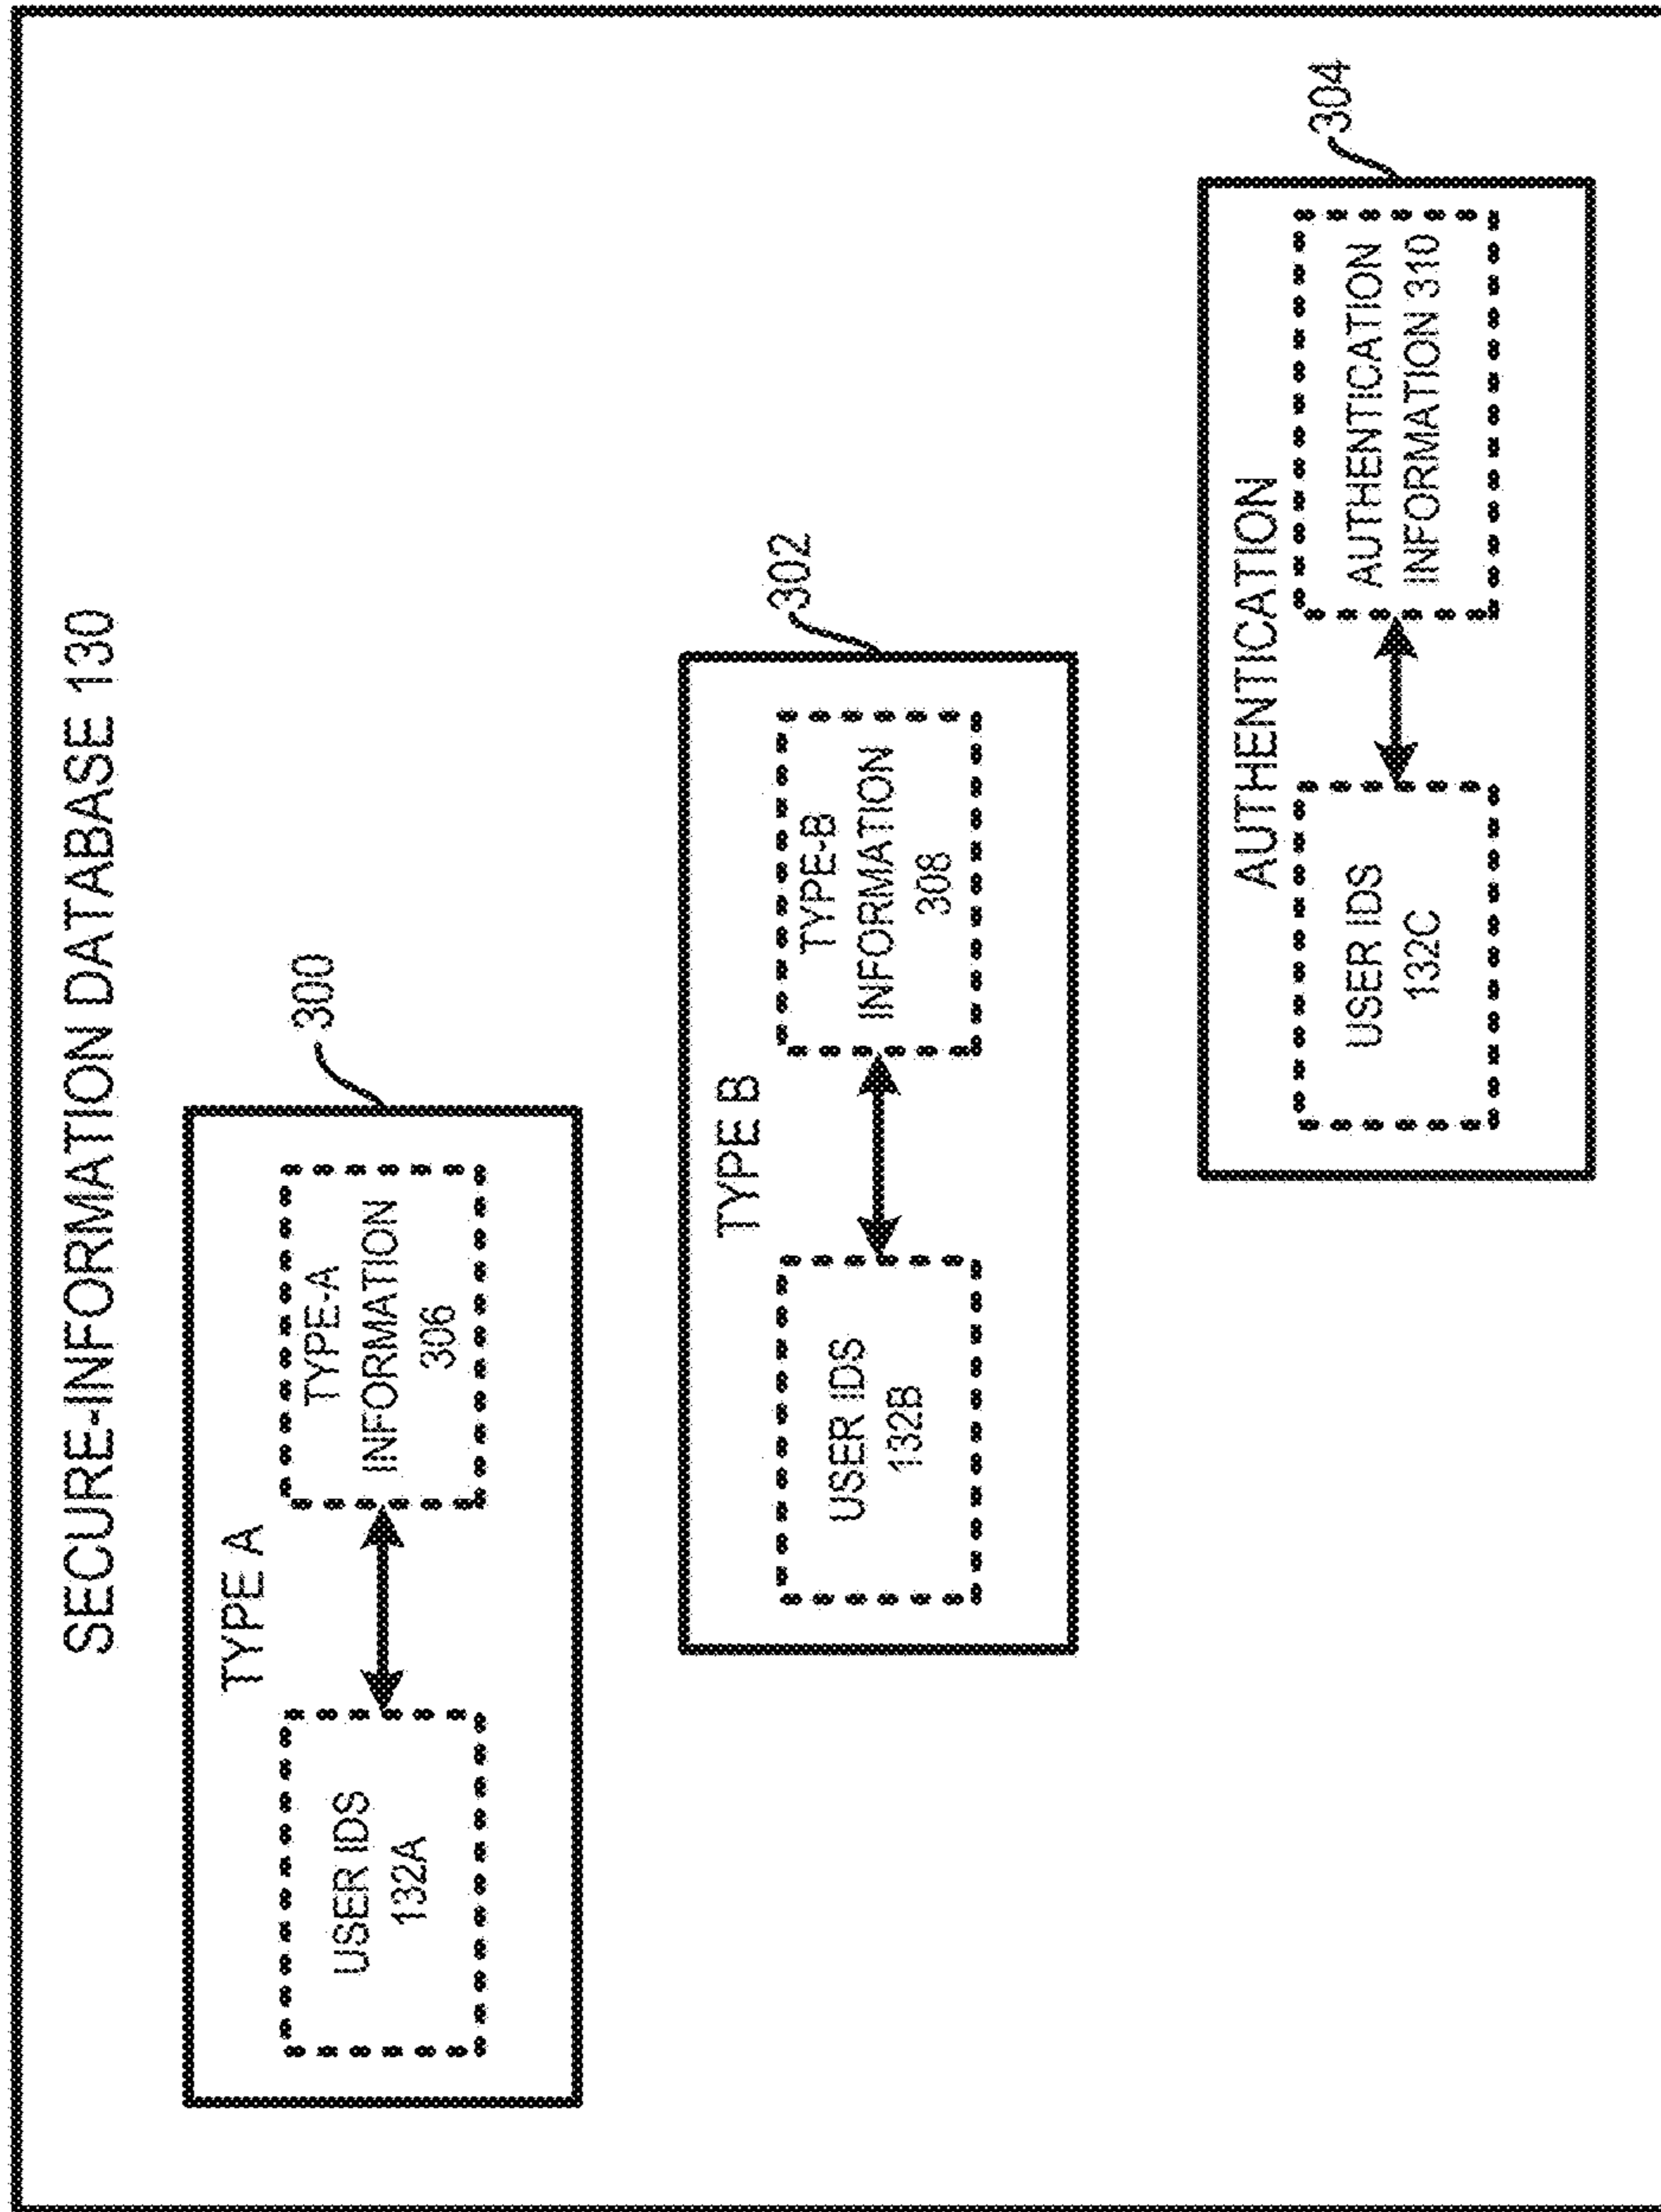 SECURE-INFORMATION DATABASE 130
300
TYPE A
USER IDS
132A
TYPE-A
INFORMATION
306
302
TYPE B
USER IDS
132B
TYPE-B
INFORMATION
308
304
AUTHENTICATION
USER IDS
132C
AUTHENTICATION
INFORMATION 310